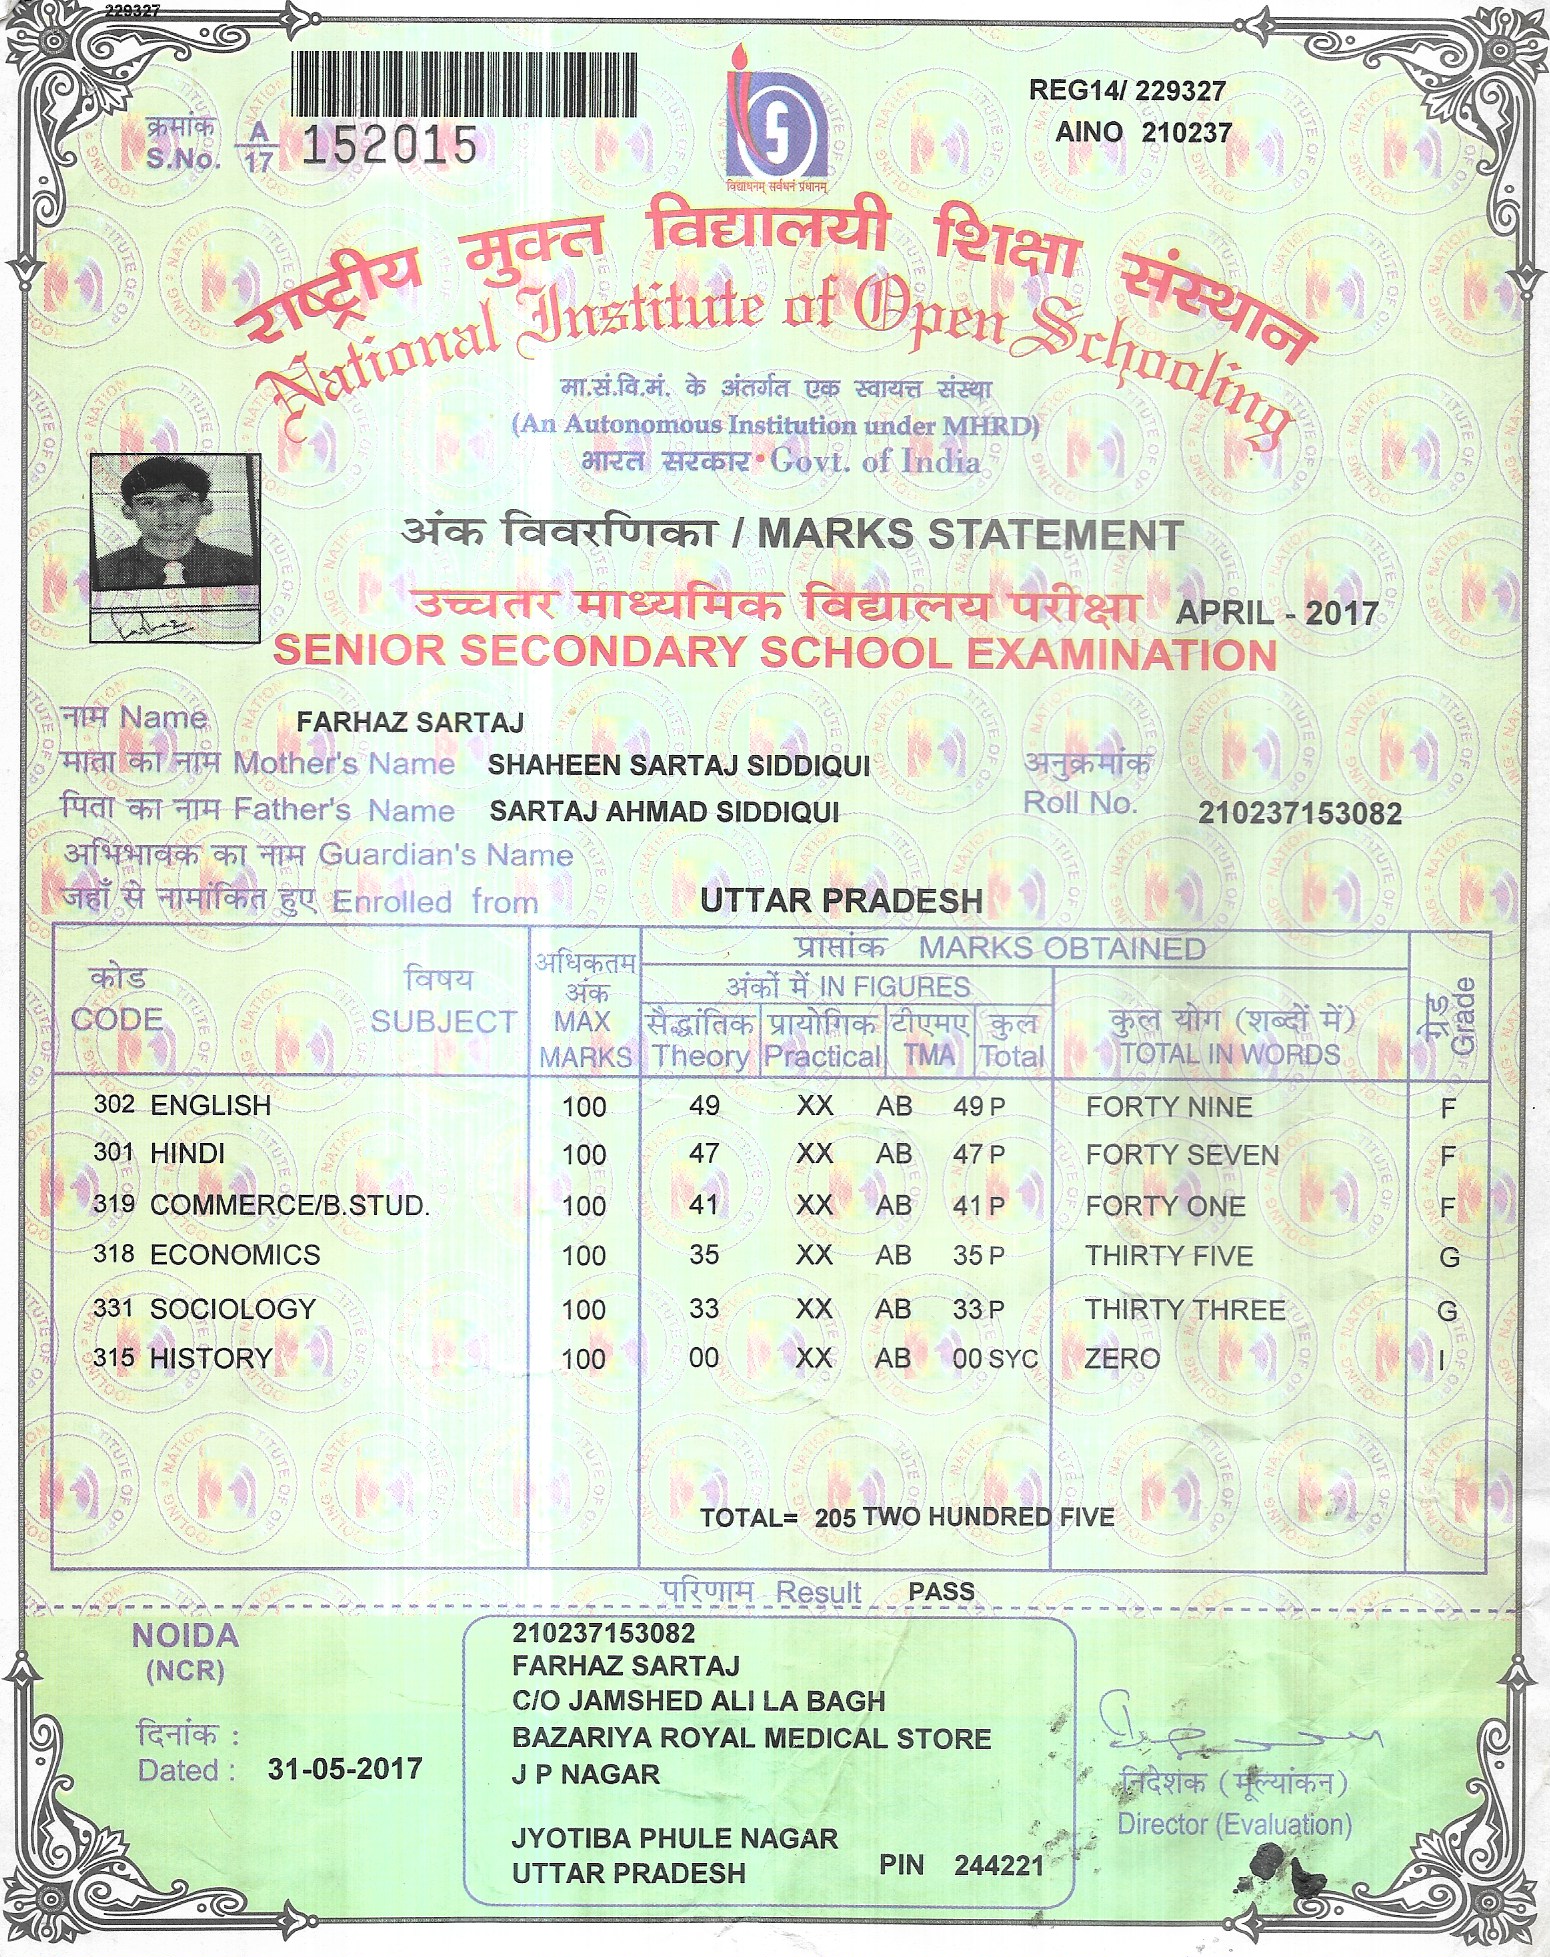 229327
REG14/ 229327
क्रमांक
S.No. A/17 152015
AINO 210237
विद्याधनम् सर्वधनं प्रधानम्
राष्ट्रीय मुक्त विद्यालयी शिक्षा संस्थान
National Institute of Open Schooling
मा.सं.वि.मं. के अंतर्गत एक स्वायत्त संस्था
(An Autonomous Institution under MHRD)
भारत सरकार • Govt. of India
अंक विवरणिका / MARKS STATEMENT
उच्चतर माध्यमिक विद्यालय परीक्षा APRIL - 2017
SENIOR SECONDARY SCHOOL EXAMINATION
नाम Name FARHAZ SARTAJ
माता का नाम Mother's Name SHAHEEN SARTAJ SIDDIQUI अनुक्रमांक
पिता का नाम Father's Name SARTAJ AHMAD SIDDIQUI Roll No. 210237153082
अभिभावक का नाम Guardian's Name
जहाँ से नामांकित हुए Enrolled from UTTAR PRADESH
कोड CODE विषय SUBJECT अधिकतम अंक MAX MARKS प्राप्तांक MARKS OBTAINED ग्रेड Grade
अंकों में IN FIGURES कुल योग (शब्दों में) TOTAL IN WORDS
सैद्धांतिक Theory प्रायोगिक Practical टीएमए TMA कुल Total
302 ENGLISH 100 49 XX AB 49 P FORTY NINE F
301 HINDI 100 47 XX AB 47 P FORTY SEVEN F
319 COMMERCE/B.STUD. 100 41 XX AB 41 P FORTY ONE F
318 ECONOMICS 100 35 XX AB 35 P THIRTY FIVE G
331 SOCIOLOGY 100 33 XX AB 33 P THIRTY THREE G
315 HISTORY 100 00 XX AB 00 SYC ZERO I
TOTAL= 205 TWO HUNDRED FIVE
परिणाम Result PASS
NOIDA
(NCR)
दिनांक :
Dated : 31-05-2017
210237153082
FARHAZ SARTAJ
C/O JAMSHED ALI LA BAGH
BAZARIYA ROYAL MEDICAL STORE
J P NAGAR
JYOTIBA PHULE NAGAR
UTTAR PRADESH PIN 244221
निदेशक (मूल्यांकन)
Director (Evaluation)